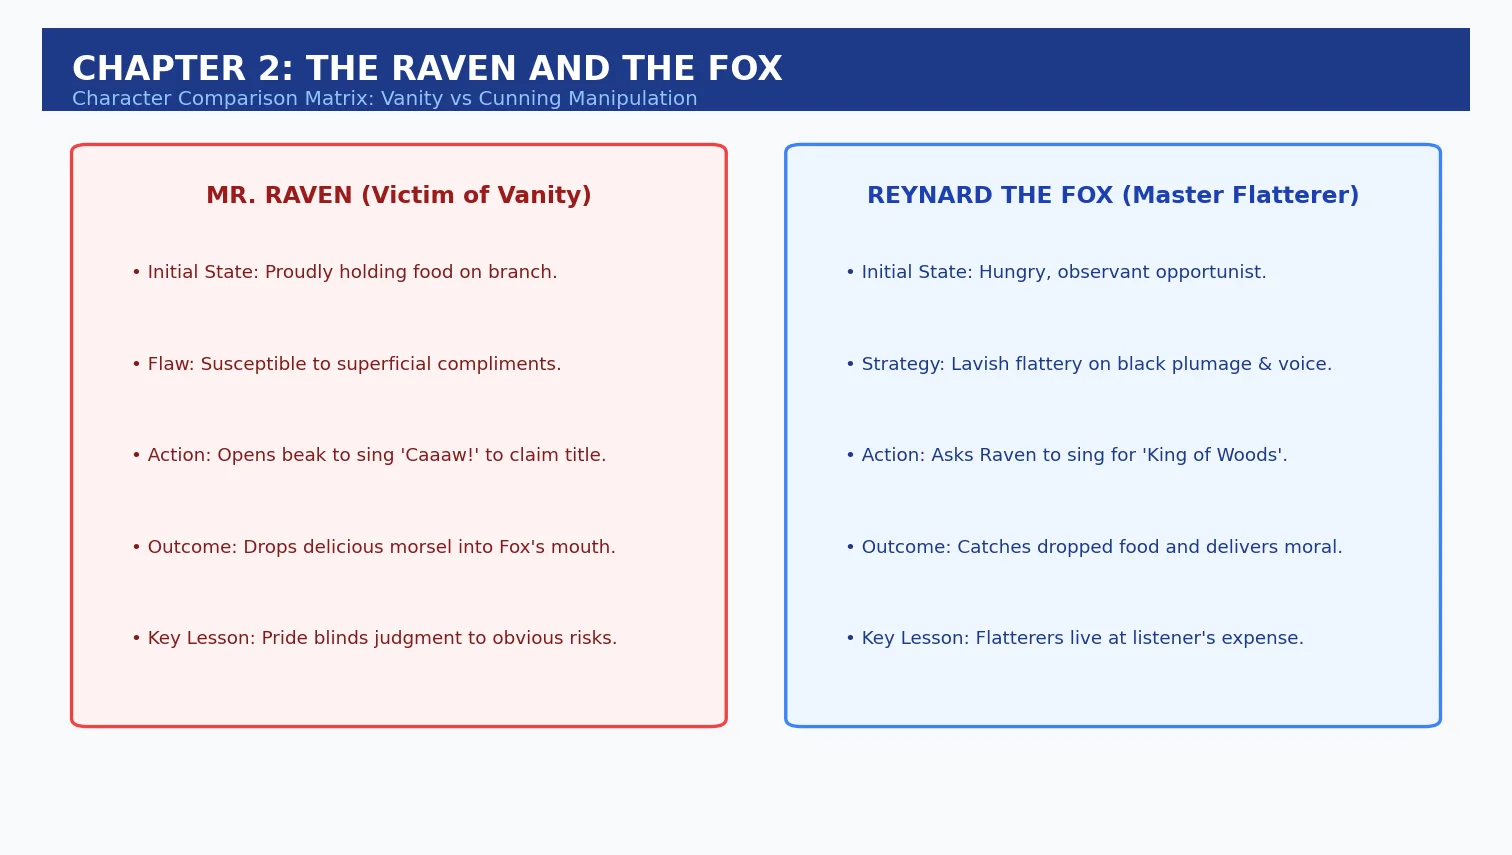 CHAPTER 2: THE RAVEN AND THE FOX
Character Comparison Matrix: Vanity vs Cunning Manipulation
MR. RAVEN (Victim of Vanity)
• Initial State: Proudly holding food on branch.
• Flaw: Susceptible to superficial compliments.
• Action: Opens beak to sing 'Caaaw!' to claim title.
• Outcome: Drops delicious morsel into Fox's mouth.
• Key Lesson: Pride blinds judgment to obvious risks.
REYNARD THE FOX (Master Flatterer)
• Initial State: Hungry, observant opportunist.
• Strategy: Lavish flattery on black plumage & voice.
• Action: Asks Raven to sing for 'King of Woods'.
• Outcome: Catches dropped food and delivers moral.
• Key Lesson: Flatterers live at listener's expense.